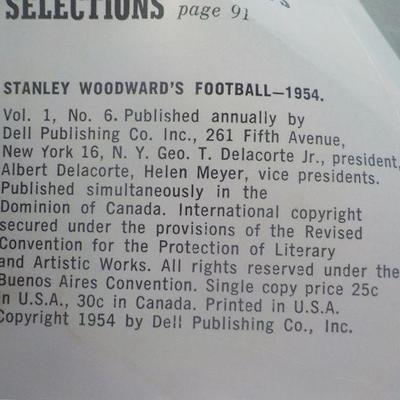 SELECTIONS page 91
STANLEY WOODWARD'S FOOTBALL—1954.
Vol. 1, No. 6. Published annually by
Dell Publishing Co. Inc., 261 Fifth Avenue,
New York 16, N. Y. Geo. T. Delacorte Jr., president,
Albert Delacorte, Helen Meyer, vice presidents.
Published simultaneously in the
Dominion of Canada. International copyright
secured under the provisions of the Revised
Convention for the Protection of Literary
and Artistic Works. All rights reserved under the
Buenos Aires Convention. Single copy price 25c
in U.S.A., 30c in Canada. Printed in U.S.A.
Copyright 1954 by Dell Publishing Co., Inc.